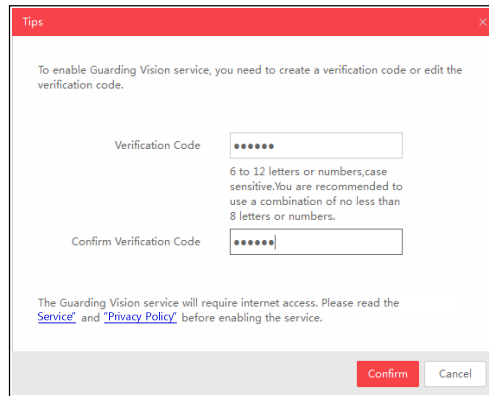 Tips
To enable Guarding Vision service, you need to create a verification code or edit the
verification code.
Verification Code ●●●●●●
6 to 12 letters or numbers,case
sensitive.You are recommended to
use a combination of no less than
8 letters or numbers.
Confirm Verification Code ●●●●●●
The Guarding Vision service will require internet access. Please read the
Service" and "Privacy Policy" before enabling the service.
Confirm Cancel